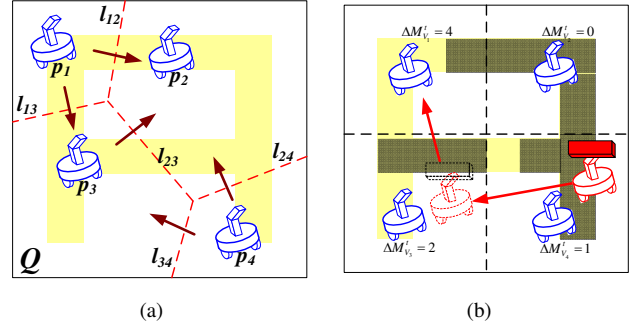 l₁₂
p₁
p₂
l₁₃
p₃
l₂₃
l₂₄
Q
l₃₄
p₄
(a)
ΔM^t_{V₁} = 4
ΔM^t_{V₂} = 0
ΔM^t_{V₃} = 2
ΔM^t_{V₄} = 1
(b)